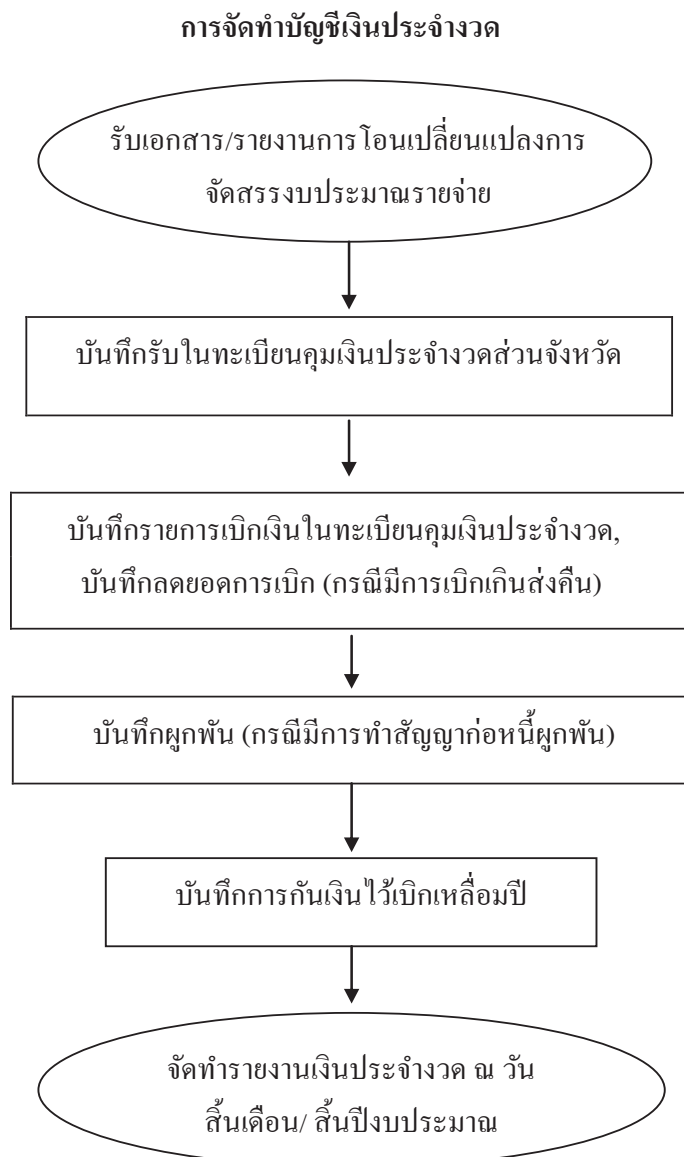 การจัดทำบัญชีเงินประจำงวด
รับเอกสาร/รายงานการโอนเปลี่ยนแปลงการ
จัดสรรงบประมาณรายจ่าย
บันทึกรับในทะเบียนคุมเงินประจำงวดส่วนจังหวัด
บันทึกรายการเบิกเงินในทะเบียนคุมเงินประจำงวด,
บันทึกลดยอดการเบิก (กรณีมีการเบิกเกินส่งคืน)
บันทึกผูกพัน (กรณีมีการทำสัญญาก่อหนี้ผูกพัน)
บันทึกการกันเงินไว้เบิกเหลื่อมปี
จัดทำรายงานเงินประจำงวด ณ วัน
สิ้นเดือน/ สิ้นปีงบประมาณ